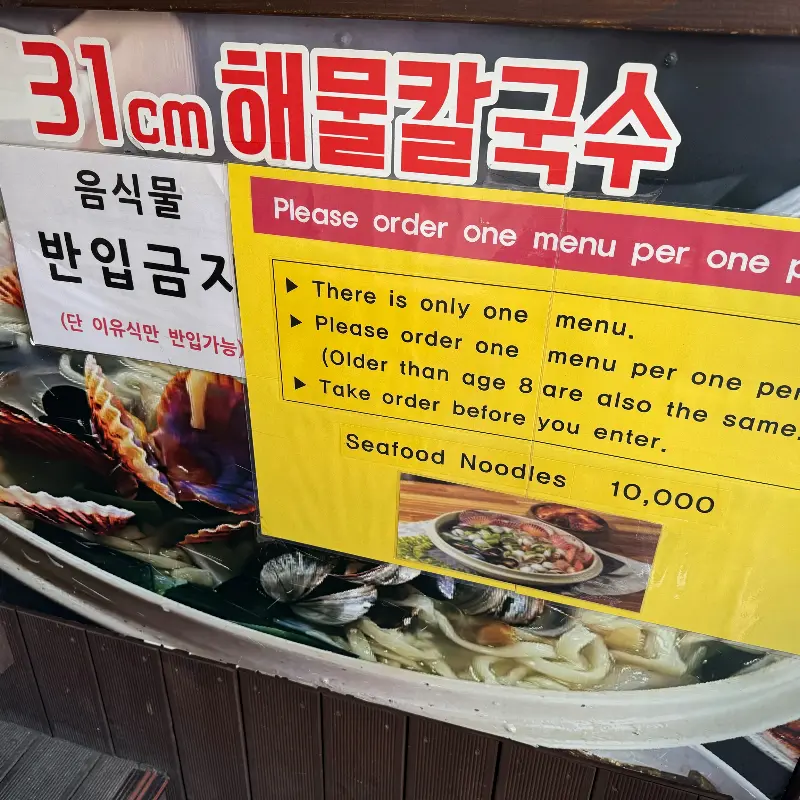 31cm 해물칼국수
음식물
반입금지
(단 이유식만 반입가능)
Please order one menu per one
▶ There is only one menu.
▶ Please order one menu per one
(Older than age 8 are also the same.
▶ Take order before you enter.
Seafood Noodles 10,000